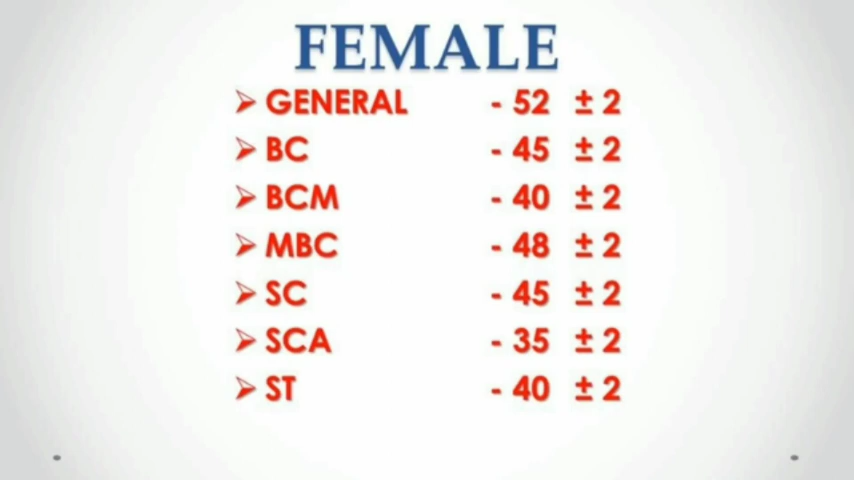 FEMALE
➢ GENERAL - 52 ± 2
➢ BC - 45 ± 2
➢ BCM - 40 ± 2
➢ MBC - 48 ± 2
➢ SC - 45 ± 2
➢ SCA - 35 ± 2
➢ ST - 40 ± 2